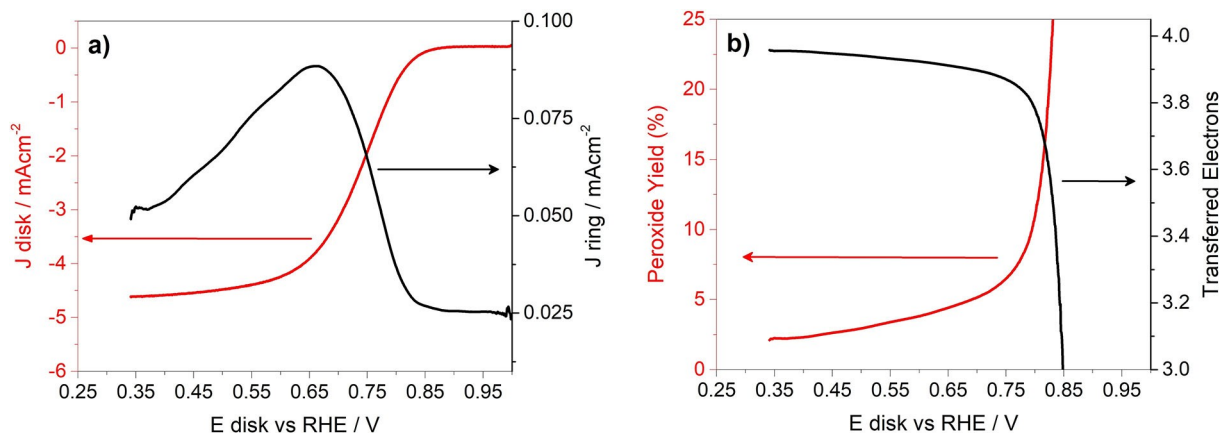 a)
0
-1
-2
-3
-4
-5
-6
J disk / mAcm-2
0.100
0.075
0.050
0.025
J ring / mAcm-2
0.25 0.35 0.45 0.55 0.65 0.75 0.85 0.95
E disk vs RHE / V
b)
25
20
15
10
5
0
Peroxide Yield (%)
4.0
3.8
3.6
3.4
3.2
3.0
Transferred Electrons
0.25 0.35 0.45 0.55 0.65 0.75 0.85 0.95
E disk vs RHE / V